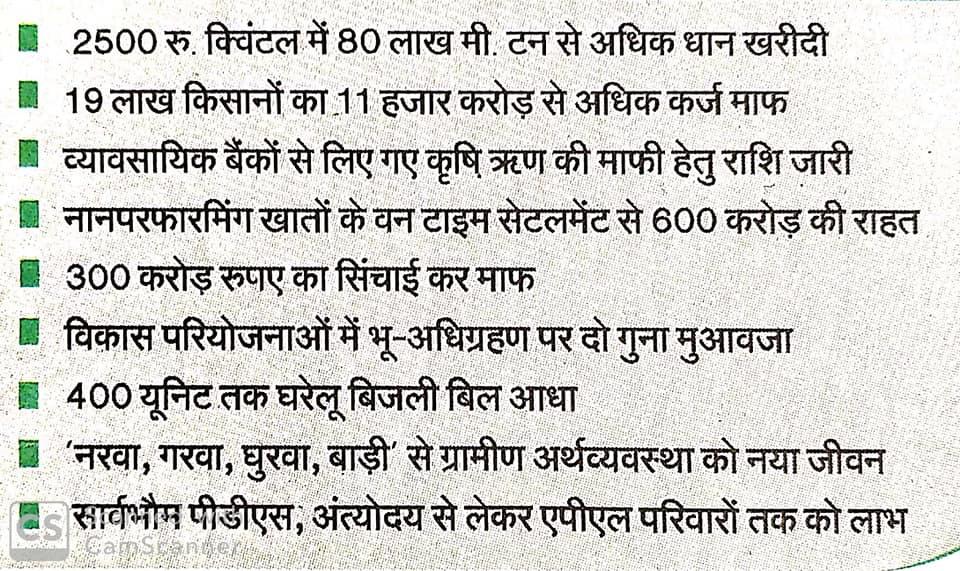 2500 रु. क्विंटल में 80 लाख मी. टन से अधिक धान खरीदी
19 लाख किसानों का 11 हजार करोड़ से अधिक कर्ज माफ
व्यावसायिक बैंकों से लिए गए कृषि ऋण की माफी हेतु राशि जारी
नानपरफारमिंग खातों के वन टाइम सेटलमेंट से 600 करोड़ की राहत
300 करोड़ रुपए का सिंचाई कर माफ
विकास परियोजनाओं में भू-अधिग्रहण पर दो गुना मुआवजा
400 यूनिट तक घरेलू बिजली बिल आधा
'नरवा, गरवा, घुरवा, बाड़ी' से ग्रामीण अर्थव्यवस्था को नया जीवन
सार्वभौम पीडीएस, अंत्योदय से लेकर एपीएल परिवारों तक को लाभ
CS
CamScanner